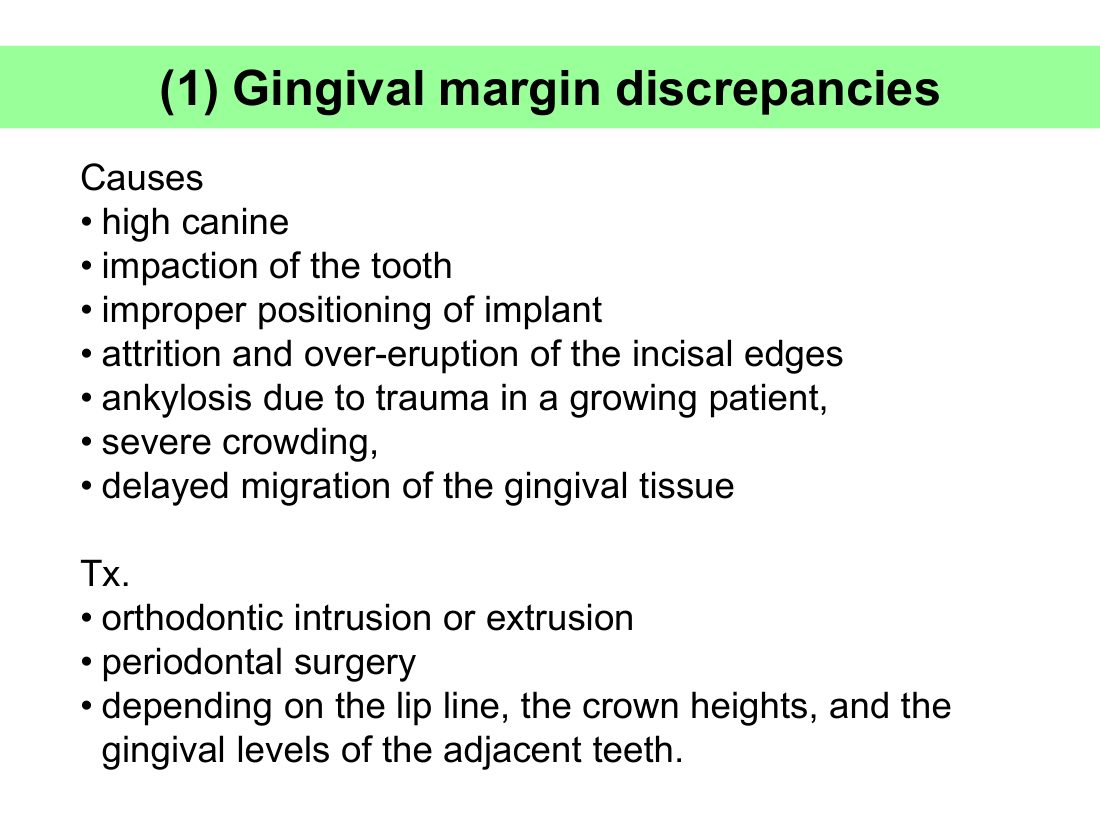 (1) Gingival margin discrepancies
Causes
• high canine
• impaction of the tooth
• improper positioning of implant
• attrition and over-eruption of the incisal edges
• ankylosis due to trauma in a growing patient,
• severe crowding,
• delayed migration of the gingival tissue
Tx.
• orthodontic intrusion or extrusion
• periodontal surgery
• depending on the lip line, the crown heights, and the
gingival levels of the adjacent teeth.